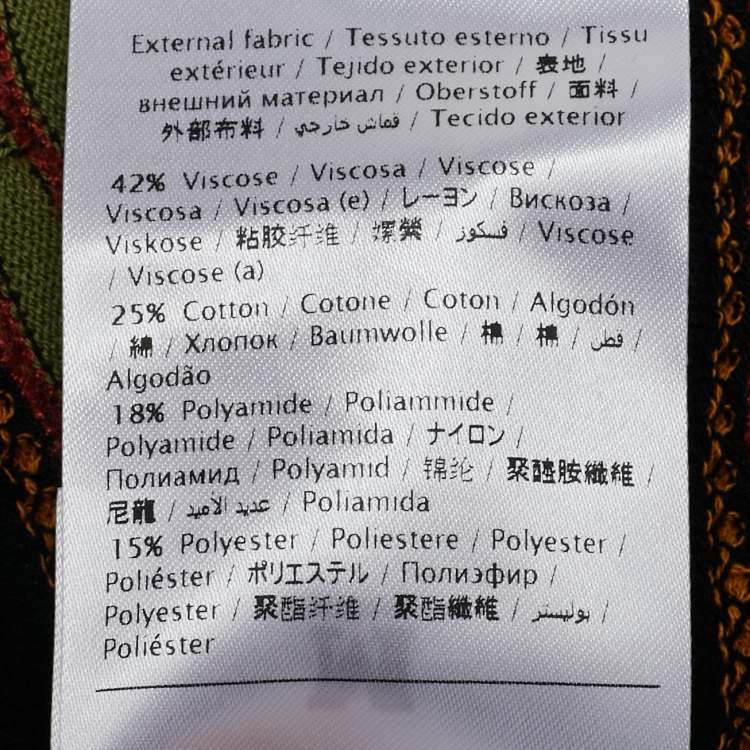 External fabric / Tessuto esterno / Tissu
extérieur / Tejido exterior / 表地 /
внешний материал / Oberstoff / 面料 /
外部布料 / قماش خارجي / Tecido exterior
42% Viscose / Viscosa / Viscose /
Viscosa / Viscosa (e) / レーヨン / Вискоза /
Viskose / 粘胶纤维 / 嫘縈 / فسكوز / Viscose
/ Viscose (a)
25% Cotton / Cotone / Coton / Algodón
/ 綿 / Хлопок / Baumwolle / 棉 / 棉 / قطن /
Algodão
18% Polyamide / Poliammide /
Polyamide / Poliamida / ナイロン /
Полиамид / Polyamid / 锦纶 / 聚醯胺纖維 /
尼龍 / عديد الأميد / Poliamida
15% Polyester / Poliestere / Polyester /
Poliéster / ポリエステル / Полиэфир /
Polyester / 聚酯纤维 / 聚酯纖維 / بوليستر /
Poliéster